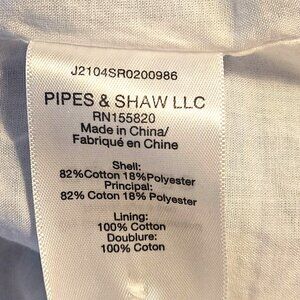 J2104SR0200986
PIPES & SHAW LLC
RN155820
Made in China/
Fabriqué en Chine
Shell:
82%Cotton 18%Polyester
Principal:
82% Coton 18% Polyester
Lining:
100% Cotton
Doublure:
100% Coton